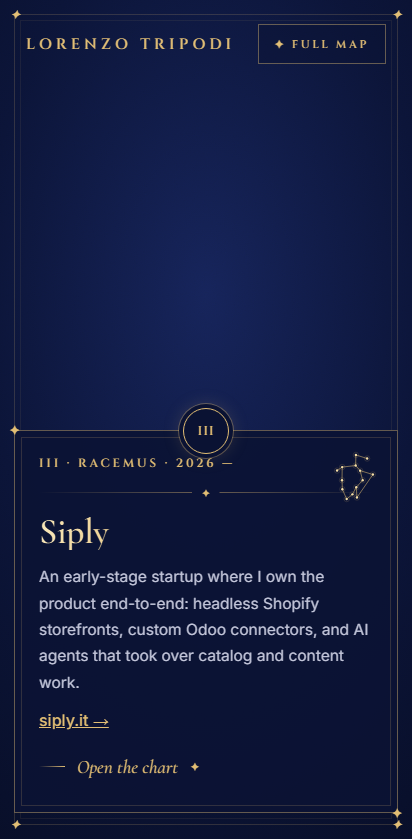 LORENZO TRIPODI
✦ FULL MAP
III
III · RACEMUS · 2026 —
Siply
An early-stage startup where I own the
product end-to-end: headless Shopify
storefronts, custom Odoo connectors, and AI
agents that took over catalog and content
work.
siply.it →
Open the chart ✦